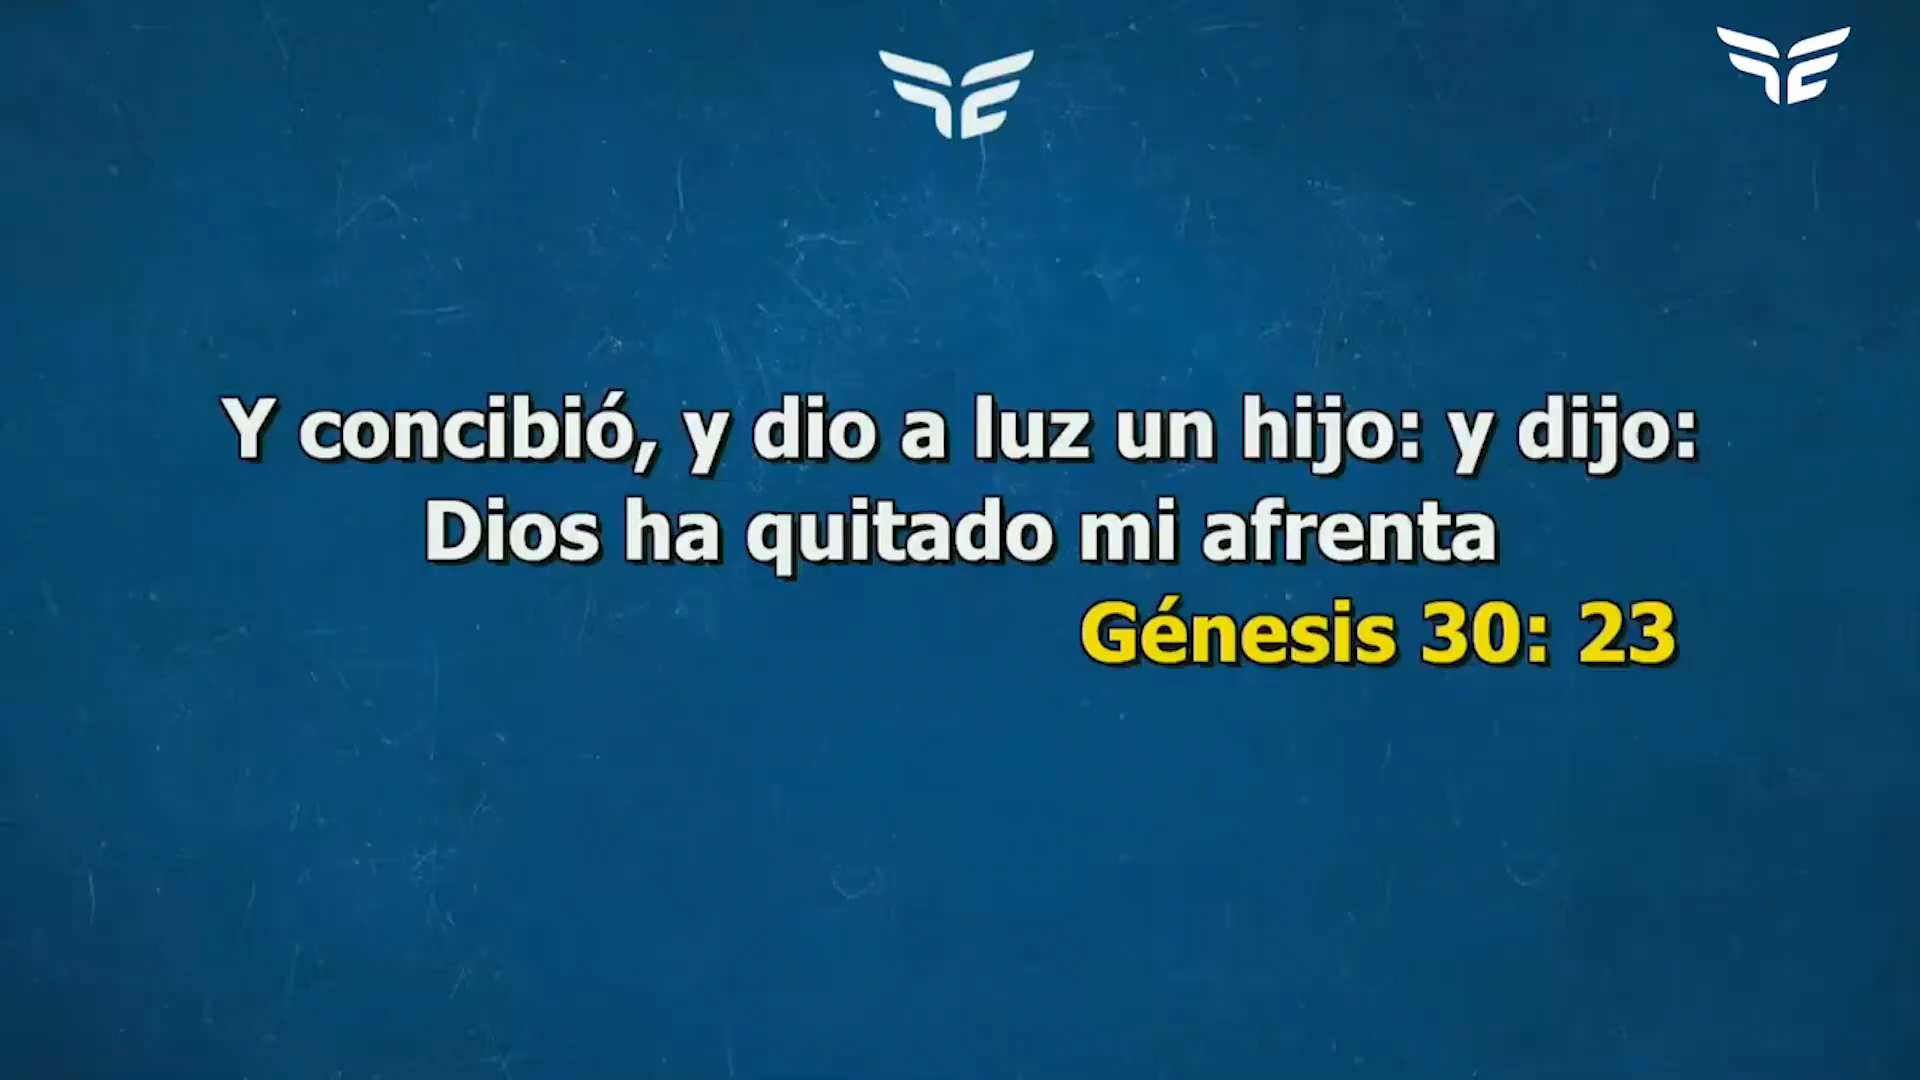 Y concibió, y dio a luz un hijo: y dijo:
Dios ha quitado mi afrenta
Génesis 30: 23